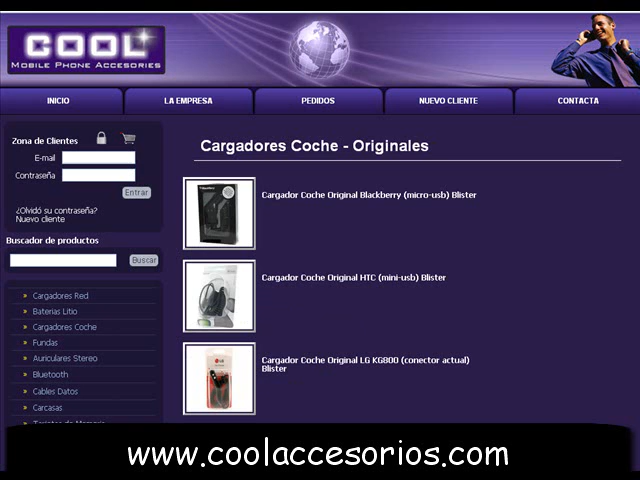 COOL
MOBILE PHONE ACCESORIES
INICIO
LA EMPRESA
PEDIDOS
NUEVO CLIENTE
CONTACTA
Zona de Clientes
E-mail
Contraseña
Entrar
¿Olvidó su contraseña?
Nuevo cliente
Buscador de productos
Buscar
» Cargadores Red
» Baterias Litio
» Cargadores Coche
» Fundas
» Auriculares Stereo
» Bluetooth
» Cables Datos
» Carcasas
» Tarjetas de Memoria
Cargadores Coche - Originales
Cargador Coche Original Blackberry (micro-usb) Blister
Cargador Coche Original HTC (mini-usb) Blister
Cargador Coche Original LG KG800 (conector actual)
Blister
www.coolaccesorios.com